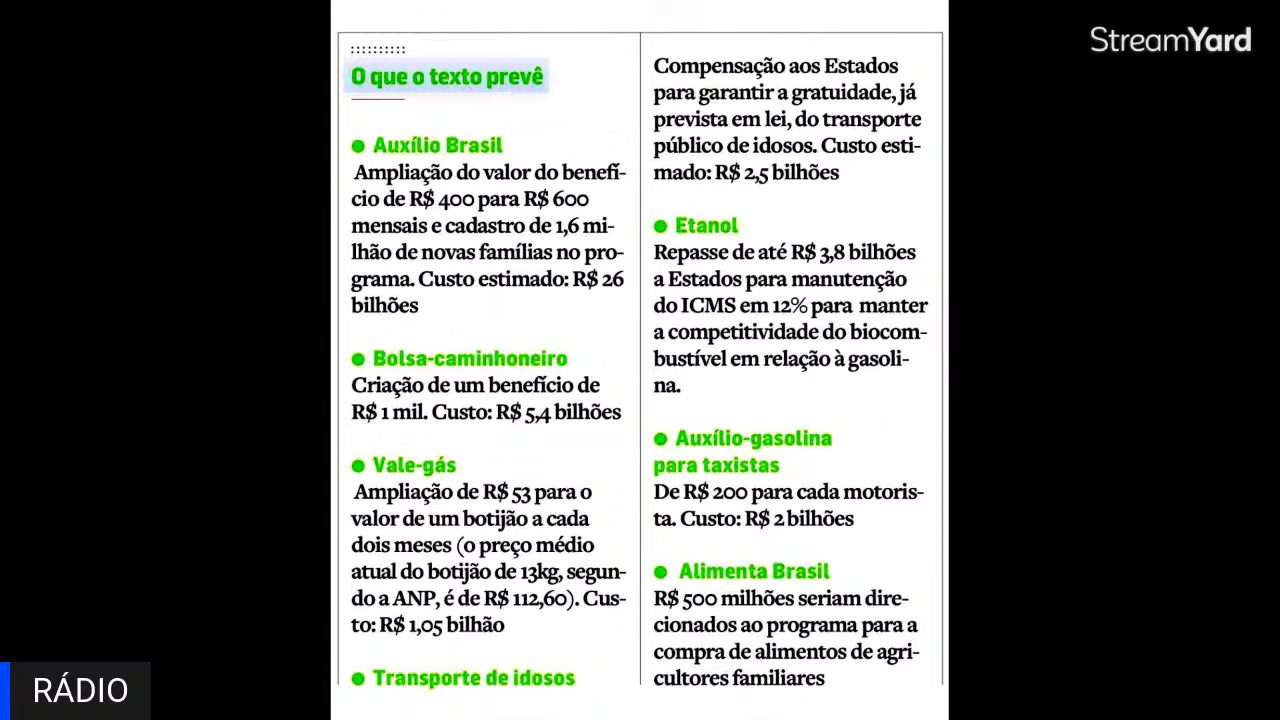 O que o texto prevê
● Auxílio Brasil
Ampliação do valor do benefí-
cio de R$ 400 para R$ 600
mensais e cadastro de 1,6 mi-
lhão de novas famílias no pro-
grama. Custo estimado: R$ 26
bilhões
● Bolsa-caminhoneiro
Criação de um benefício de
R$ 1 mil. Custo: R$ 5,4 bilhões
● Vale-gás
Ampliação de R$ 53 para o
valor de um botijão a cada
dois meses (o preço médio
atual do botijão de 13kg, segun-
do a ANP, é de R$ 112,60). Cus-
to: R$ 1,05 bilhão
● Transporte de idosos
Compensação aos Estados
para garantir a gratuidade, já
prevista em lei, do transporte
público de idosos. Custo esti-
mado: R$ 2,5 bilhões
● Etanol
Repasse de até R$ 3,8 bilhões
a Estados para manutenção
do ICMS em 12% para manter
a competitividade do biocom-
bustível em relação à gasoli-
na.
● Auxílio-gasolina
para taxistas
De R$ 200 para cada motoris-
ta. Custo: R$ 2 bilhões
● Alimenta Brasil
R$ 500 milhões seriam dire-
cionados ao programa para a
compra de alimentos de agri-
cultores familiares
StreamYard
RÁDIO